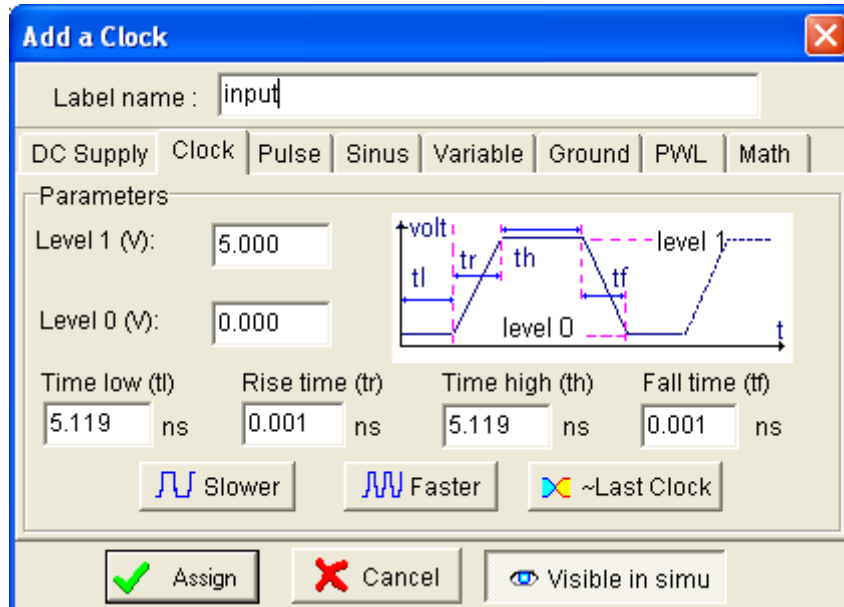 Add a Clock
Label name : input
DC Supply Clock Pulse Sinus Variable Ground PWL Math
Parameters
Level 1 (V): 5.000
Level 0 (V): 0.000
volt
level 1
tr th
tl tf
level 0 t
Time low (tl) Rise time (tr) Time high (th) Fall time (tf)
5.119 ns 0.001 ns 5.119 ns 0.001 ns
Slower Faster ~Last Clock
Assign Cancel Visible in simu